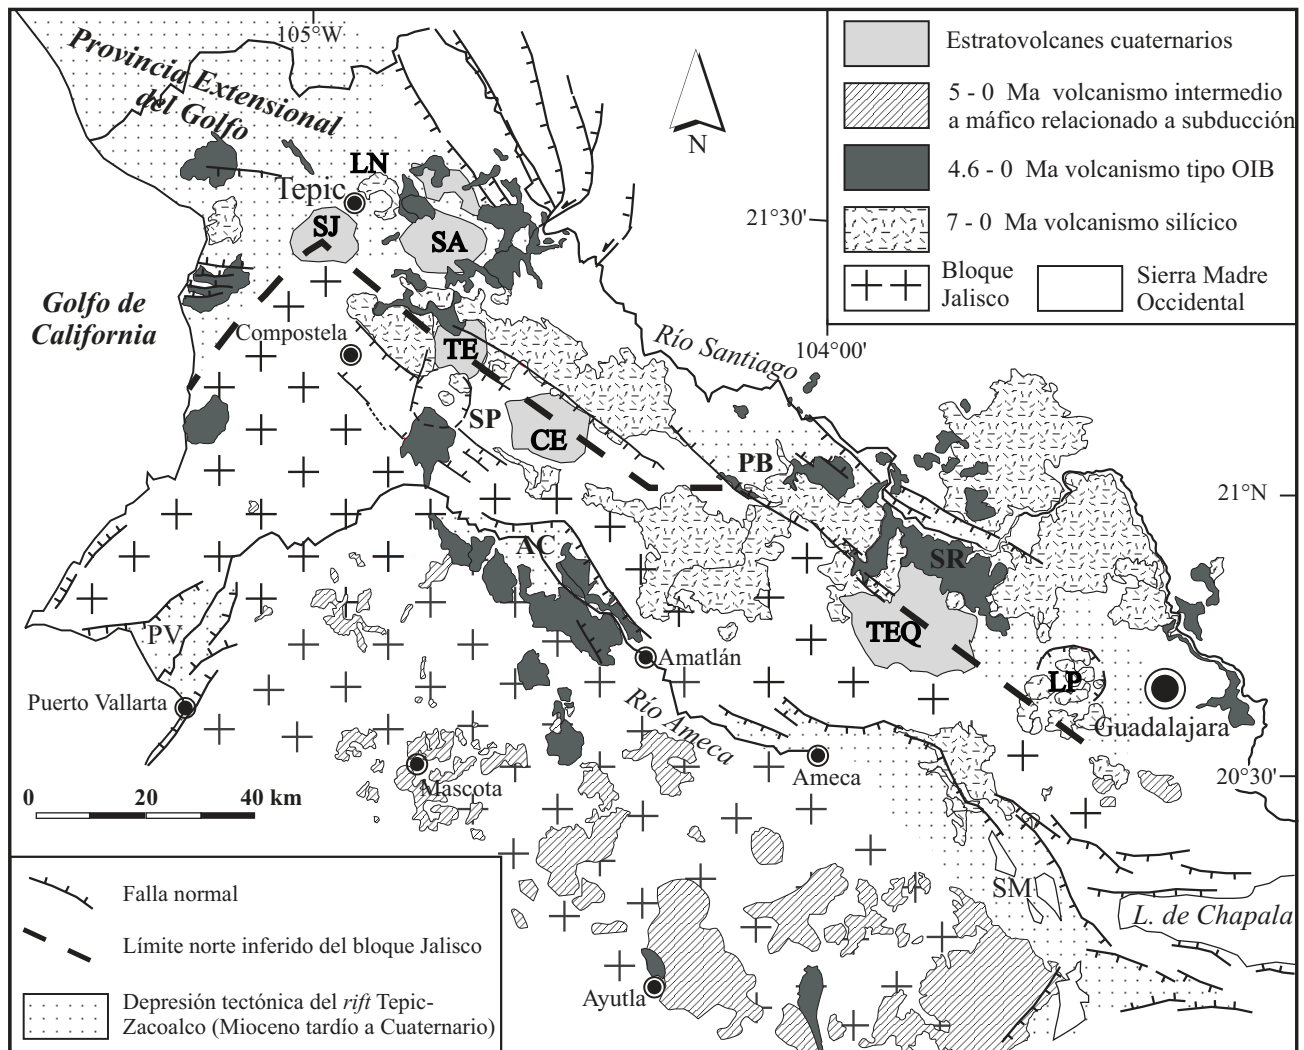 105°W
Provincia Extensional
del Golfo
LN
Tepic
SJ
SA
N
21°30'
Golfo de
California
Compostela
TE
SP
CE
Río Santiago
104°00'
PB
21°N
AC
SR
PV
TEQ
Amatlán
LP
Puerto Vallarta
Río Ameca
Guadalajara
Mascota
Ameca
20°30'
SM
L. de Chapala
Ayutla
Estratovolcanes cuaternarios
5 - 0 Ma volcanismo intermedio
a máfico relacionado a subducción
4.6 - 0 Ma volcanismo tipo OIB
7 - 0 Ma volcanismo silícico
Bloque
Jalisco
Sierra Madre
Occidental
0 20 40 km
Falla normal
Límite norte inferido del bloque Jalisco
Depresión tectónica del rift Tepic-
Zacoalco (Mioceno tardío a Cuaternario)